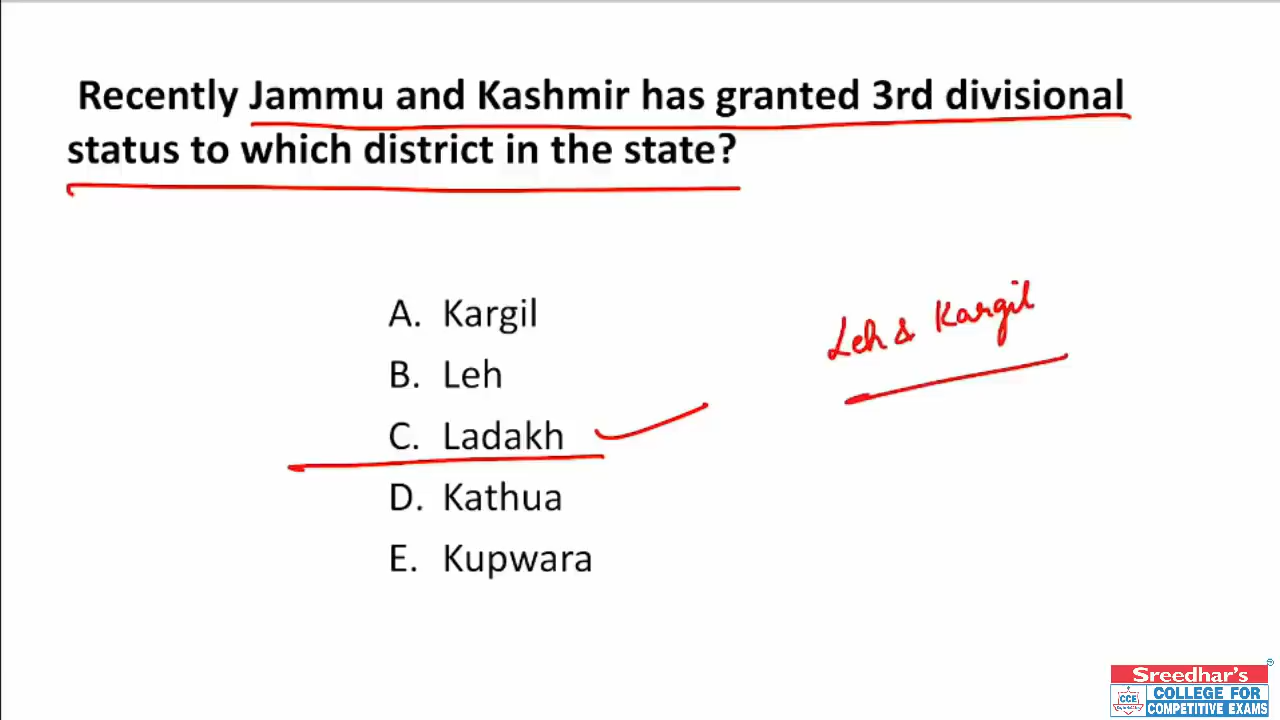 Recently Jammu and Kashmir has granted 3rd divisional
status to which district in the state?
A. Kargil
B. Leh
C. Ladakh
D. Kathua
E. Kupwara
Leh & Kargil
Sreedhar's
CCE
COLLEGE FOR
COMPETITIVE EXAMS